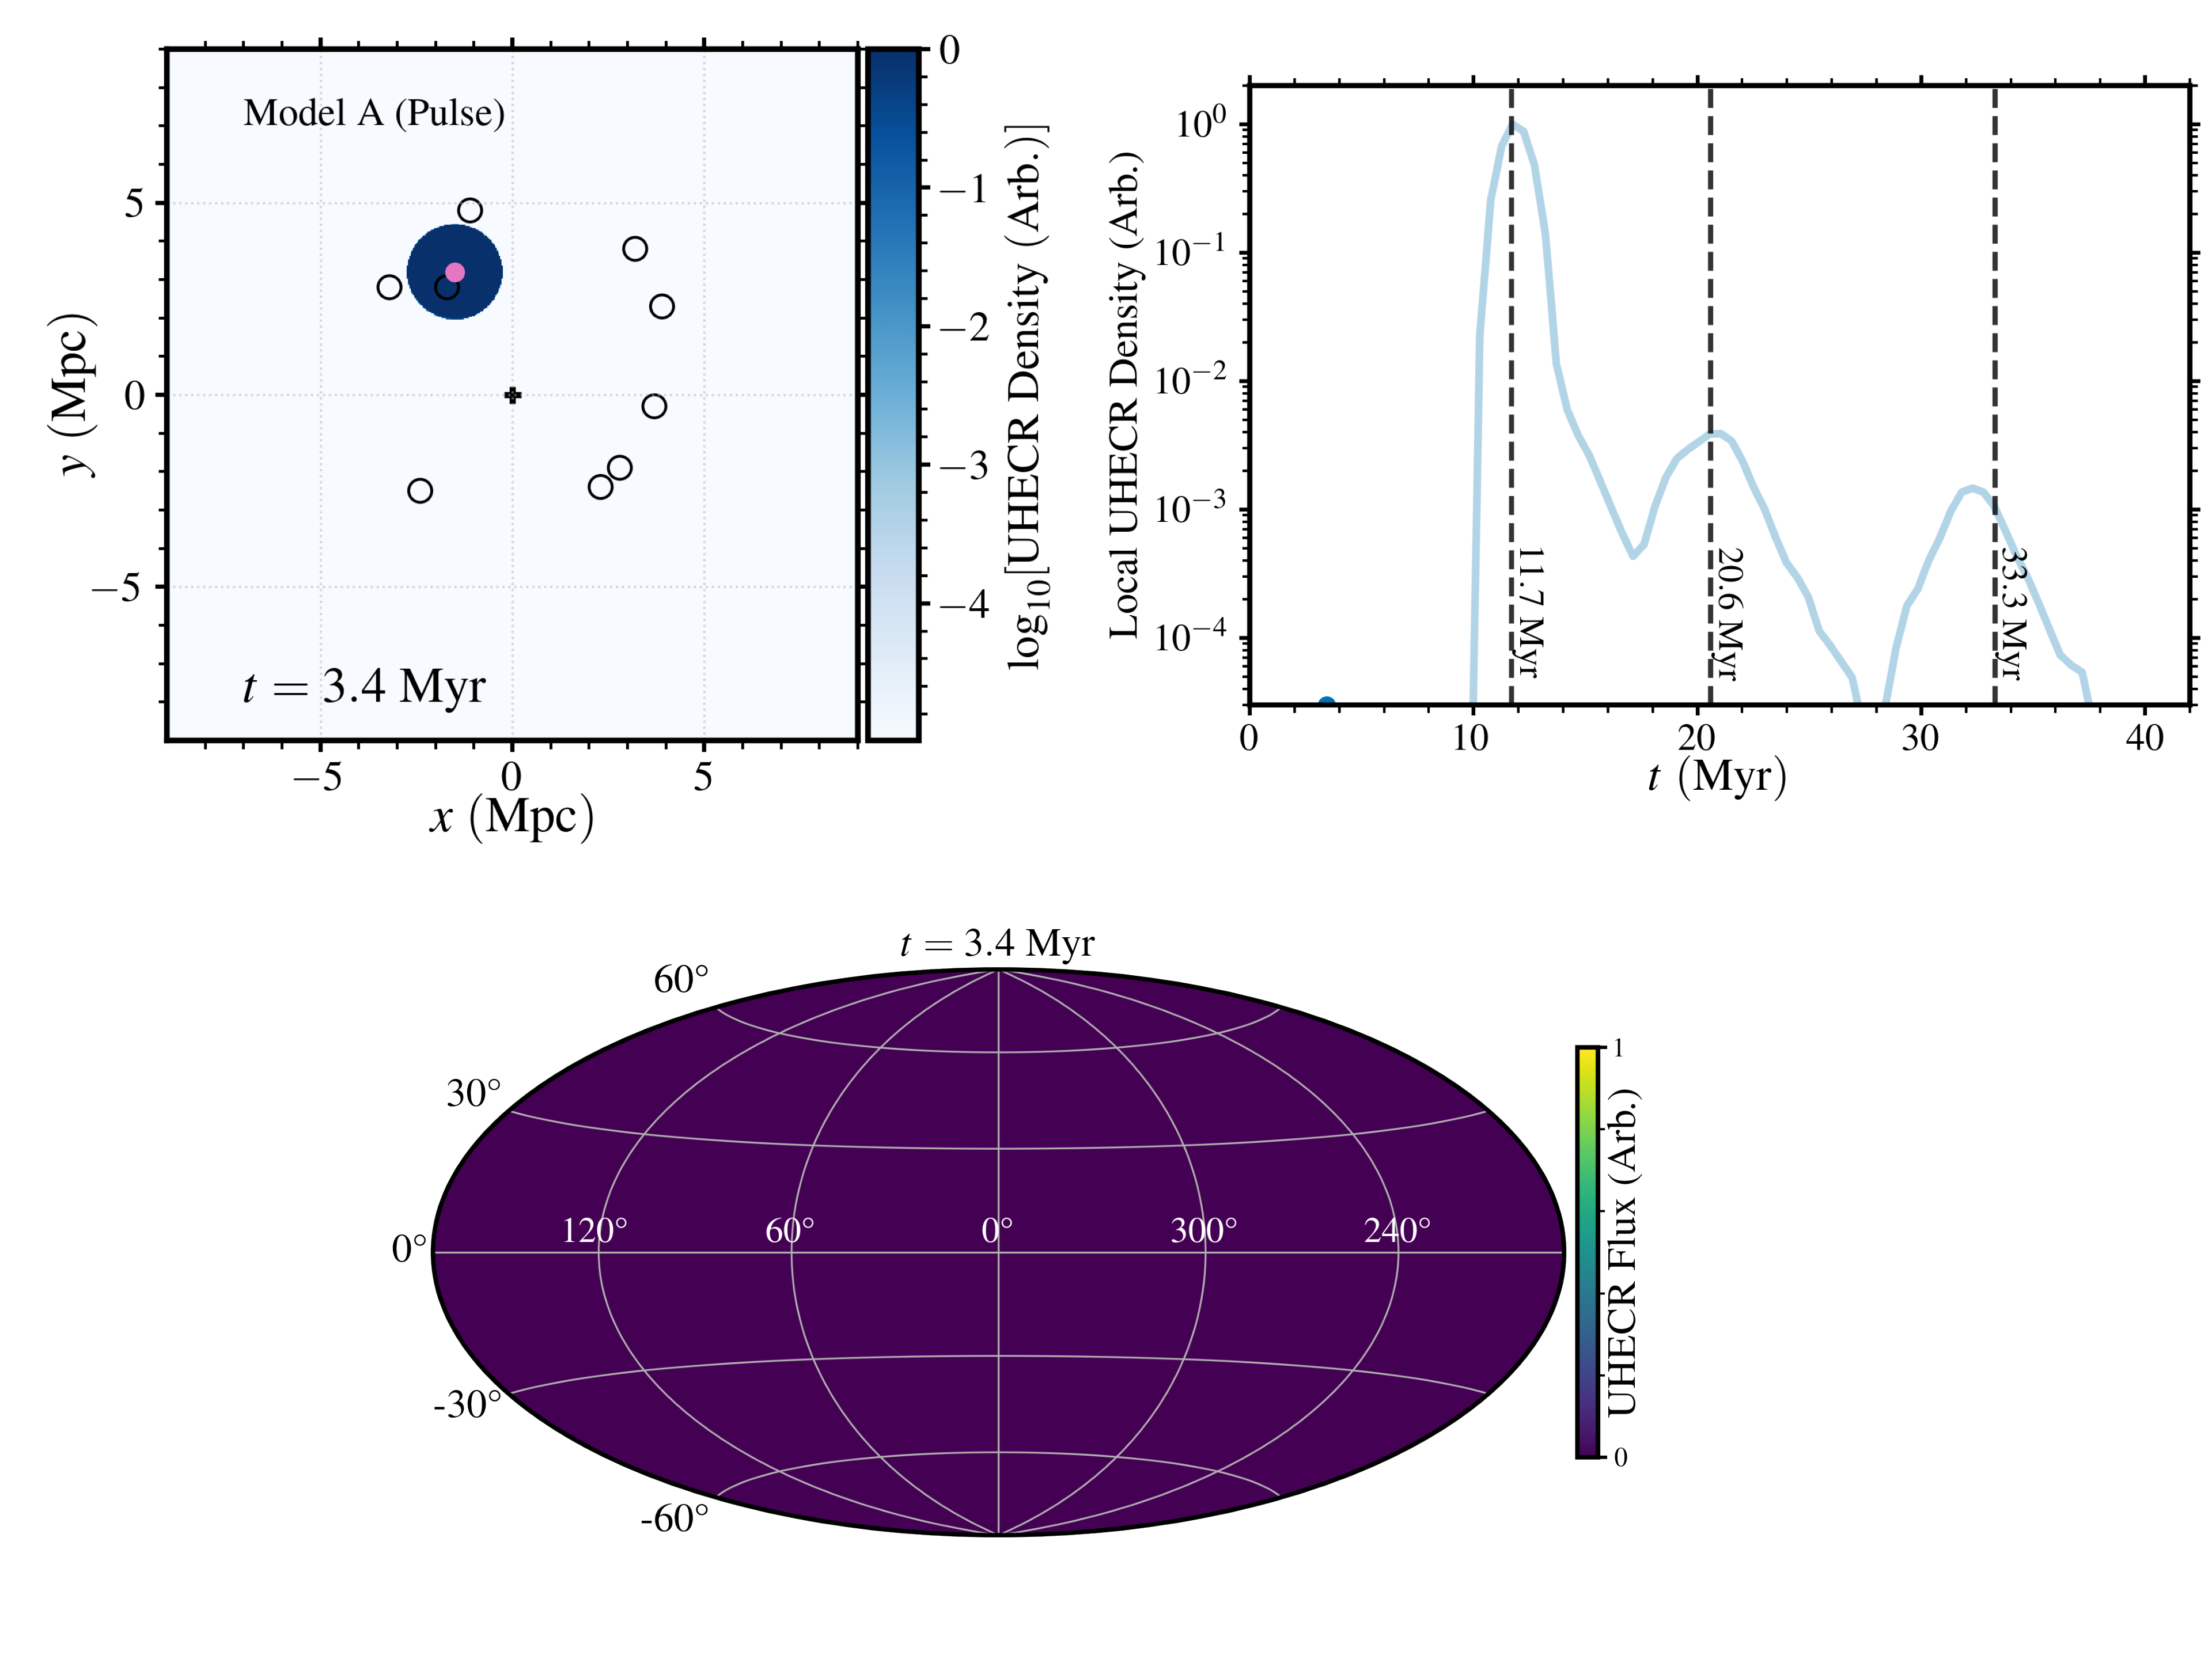 Model A (Pulse)
t = 3.4 Myr
5
0
−5
y (Mpc)
−5
0
5
x (Mpc)
0
−1
−2
−3
−4
log10[UHECR Density (Arb.)]
10^0
10^−1
10^−2
10^−3
10^−4
Local UHECR Density (Arb.)
11.7 Myr
20.6 Myr
33.3 Myr
0
10
20
30
40
t (Myr)
t = 3.4 Myr
60°
30°
0°
-30°
-60°
120°
60°
0°
300°
240°
1
0
UHECR Flux (Arb.)